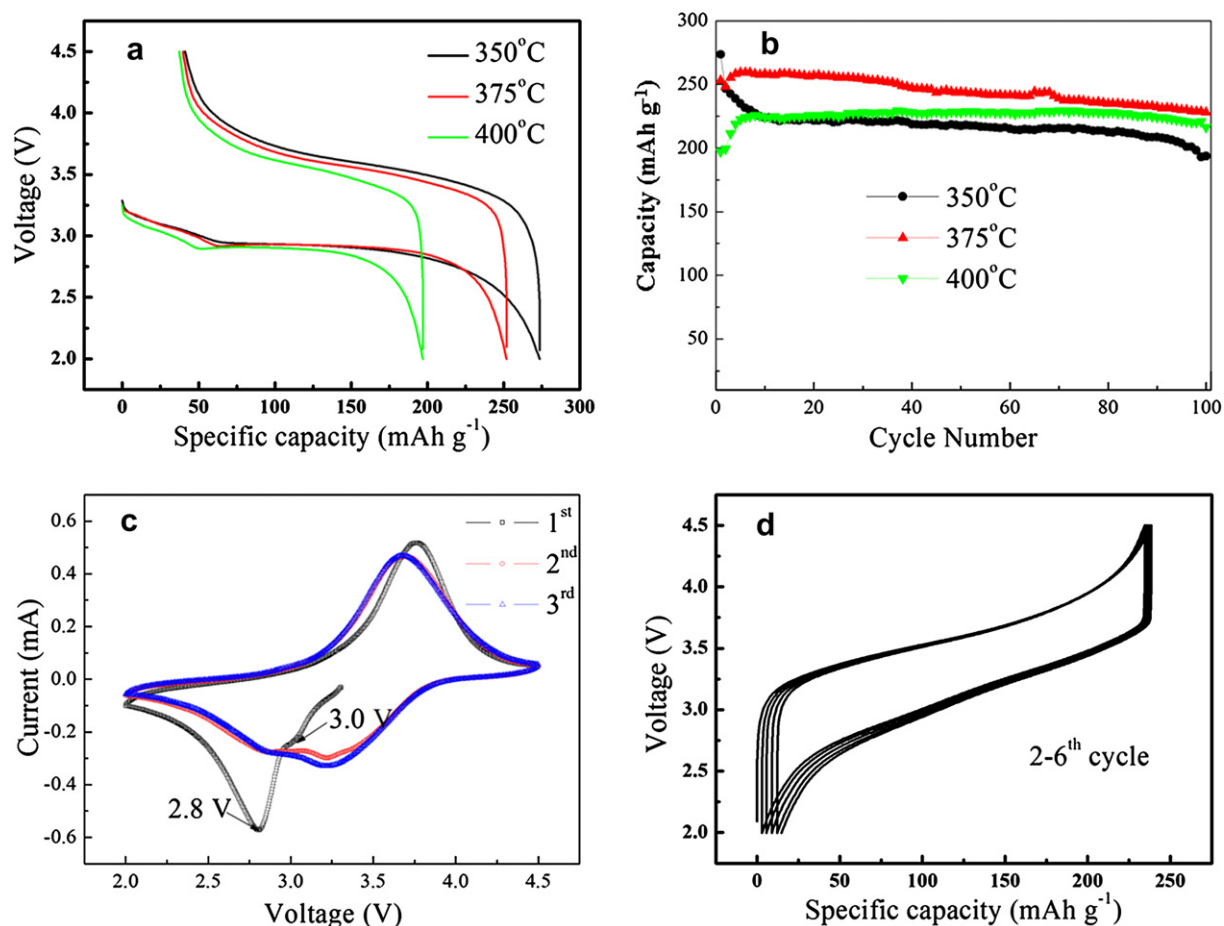 a
350°C
375°C
400°C
4.5
4.0
3.5
3.0
2.5
2.0
Voltage (V)
0 50 100 150 200 250 300
Specific capacity (mAh g⁻¹)
b
300
250
200
150
100
50
0
Capacity (mAh g⁻¹)
350°C
375°C
400°C
0 20 40 60 80 100
Cycle Number
c
1st
2nd
3rd
0.6
0.4
0.2
0.0
-0.2
-0.4
-0.6
Current (mA)
3.0 V
2.8 V
2.0 2.5 3.0 3.5 4.0 4.5
Voltage (V)
d
4.5
4.0
3.5
3.0
2.5
2.0
Voltage (V)
2-6th cycle
0 50 100 150 200 250
Specific capacity (mAh g⁻¹)